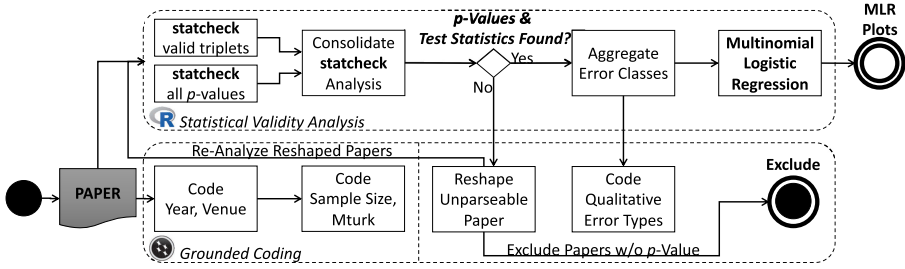 MLR
Plots
p-Values &
Test Statistics Found?
statcheck
valid triplets
statcheck
all p-values
Consolidate
statcheck
Analysis
Yes
No
Aggregate
Error Classes
Multinomial
Logistic
Regression
R Statistical Validity Analysis
Re-Analyze Reshaped Papers
PAPER
Code
Year, Venue
Code
Sample Size,
Mturk
Reshape
Unparseable
Paper
Code
Qualitative
Error Types
Exclude
Grounded Coding
Exclude Papers w/o p-Value